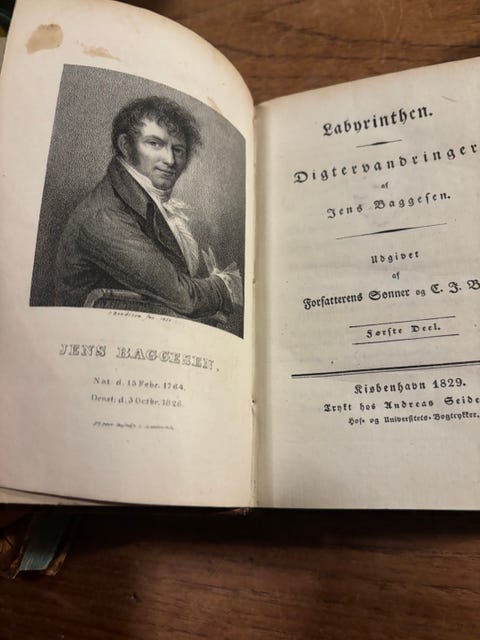 JENS BAGGESEN.
Nat. d. 15 Febr. 1764.
Denat. d. 3 Octbr. 1826.
Labyrinthen.
Digtervandringer
af
Jens Baggesen.
Udgivet
af
Forfatterens Sønner og C. J. B
Første Deel.
Kiøbenhavn 1829.
Trykt hos Andreas Seide
Hof- og Universitets-Bogtrykker.